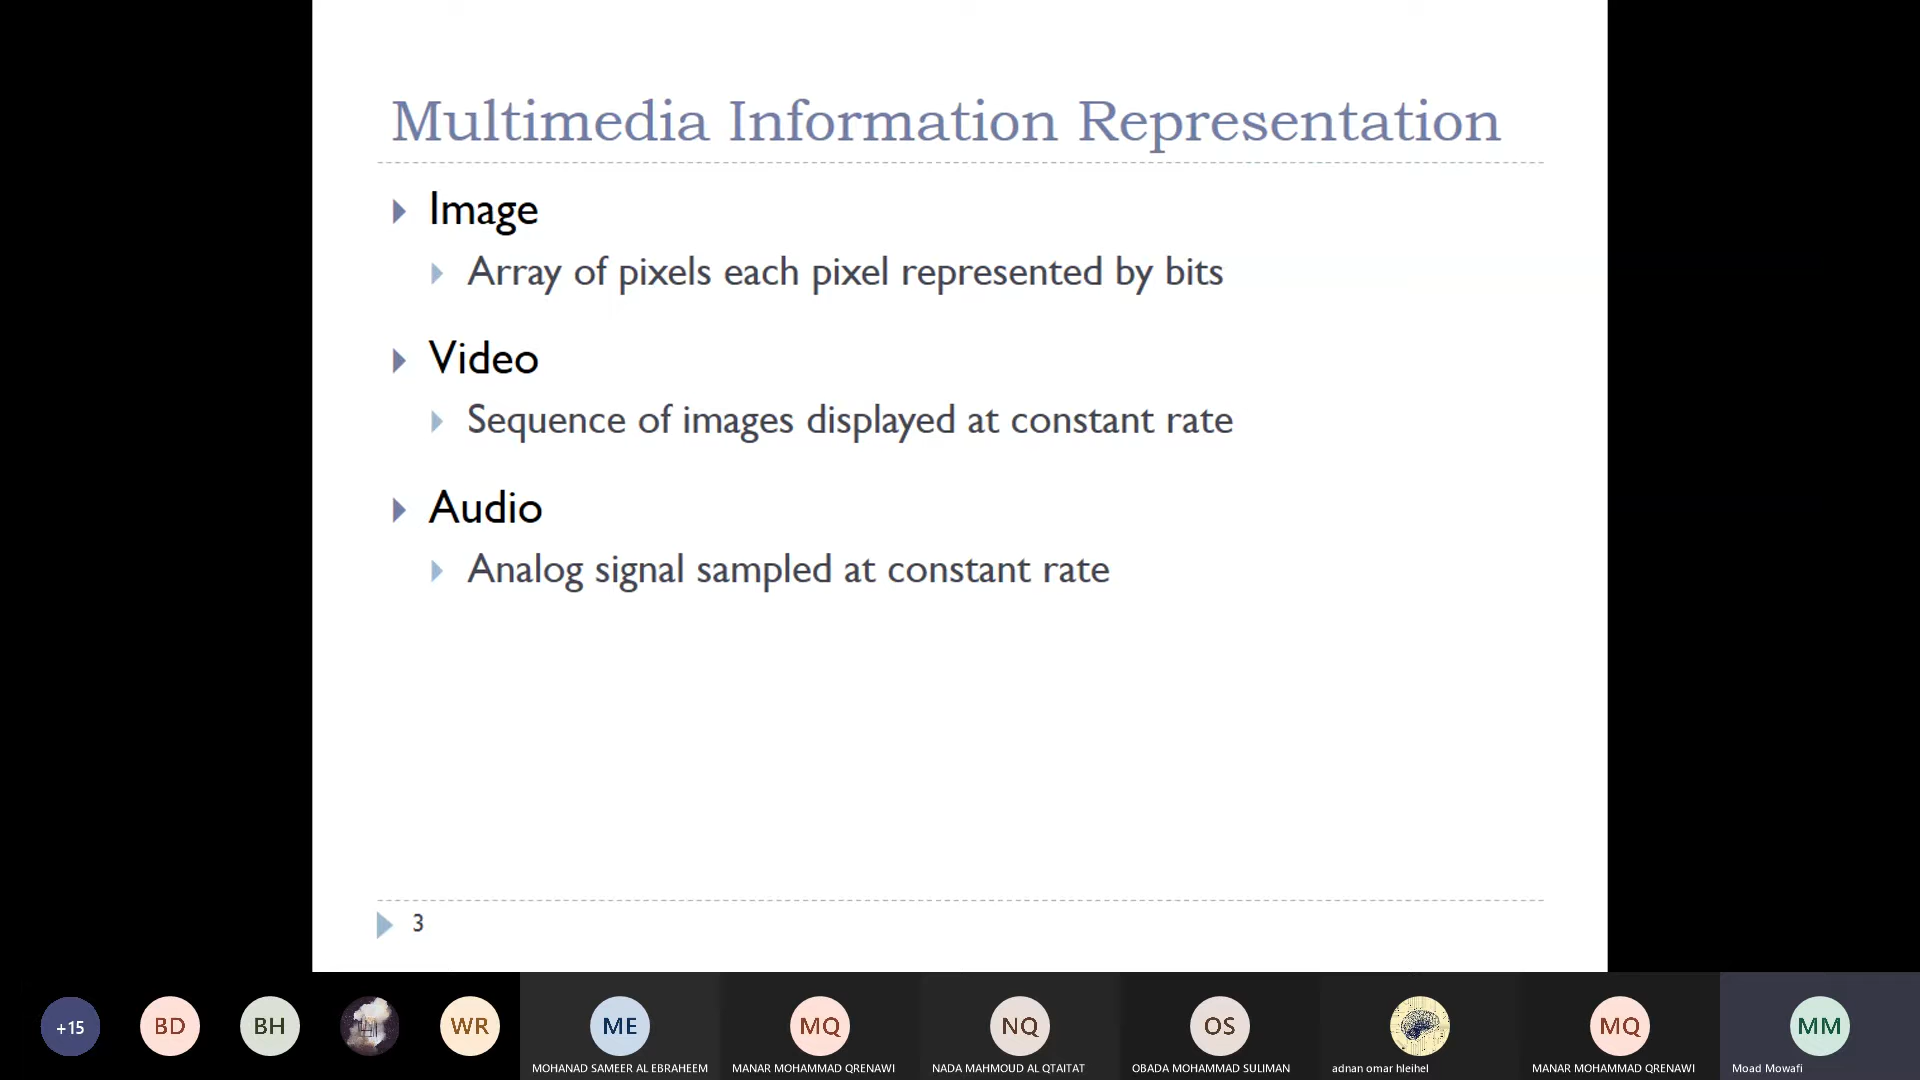 Multimedia Information Representation
Image
Array of pixels each pixel represented by bits
Video
Sequence of images displayed at constant rate
Audio
Analog signal sampled at constant rate
3
+15
BD
BH
WR
ME
MQ
NQ
OS
MQ
MM
MOHANAD SAMEER AL EBRAHEEM
MANAR MOHAMMAD QRENAWI
NADA MAHMOUD AL QTAITAT
OBADA MOHAMMAD SULIMAN
adnan omar hleihel
MANAR MOHAMMAD QRENAWI
Moad Mowafi